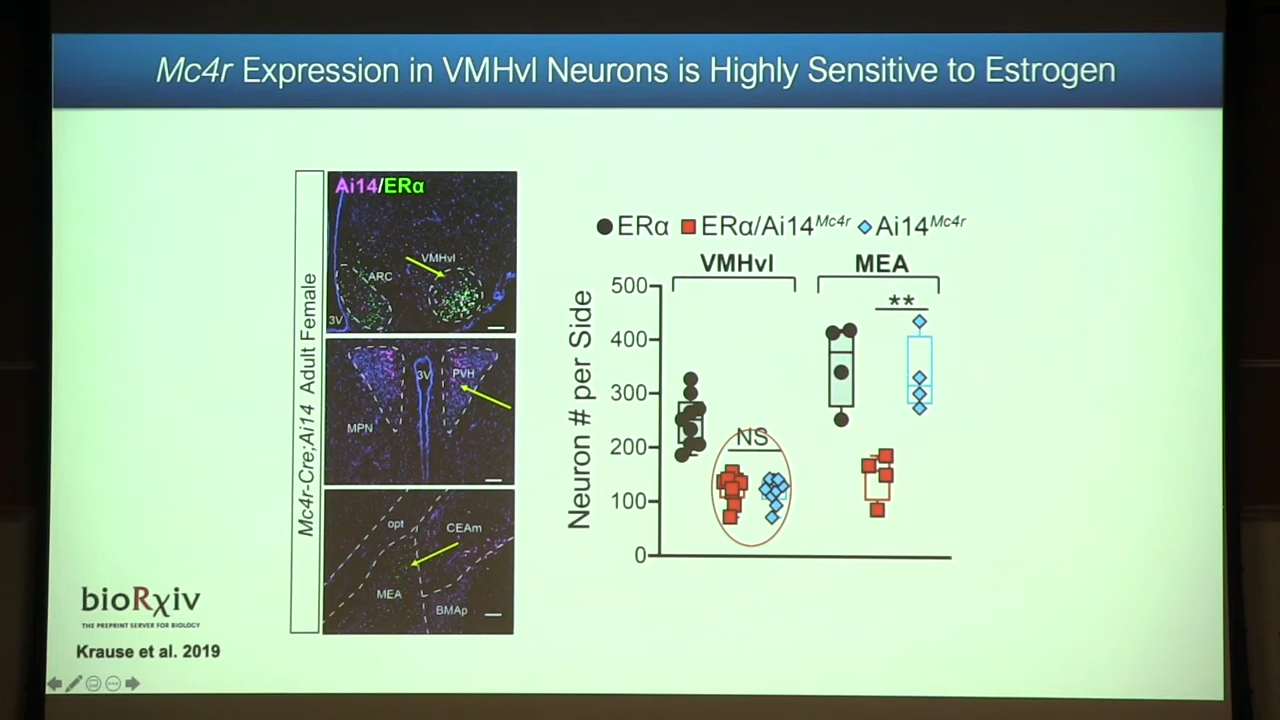 Mc4r Expression in VMHvl Neurons is Highly Sensitive to Estrogen
Mc4r-Cre;Ai14 Adult Female
Ai14/ERα
VMHvl
ARC
3V
3V
PVH
MPN
opt
CEAm
MEA
BMAp
ERα ERα/Ai14Mc4r Ai14Mc4r
VMHvl MEA
Neuron # per Side
500
400
300
200
100
0
NS
**
bioRχiv
THE PREPRINT SERVER FOR BIOLOGY
Krause et al. 2019